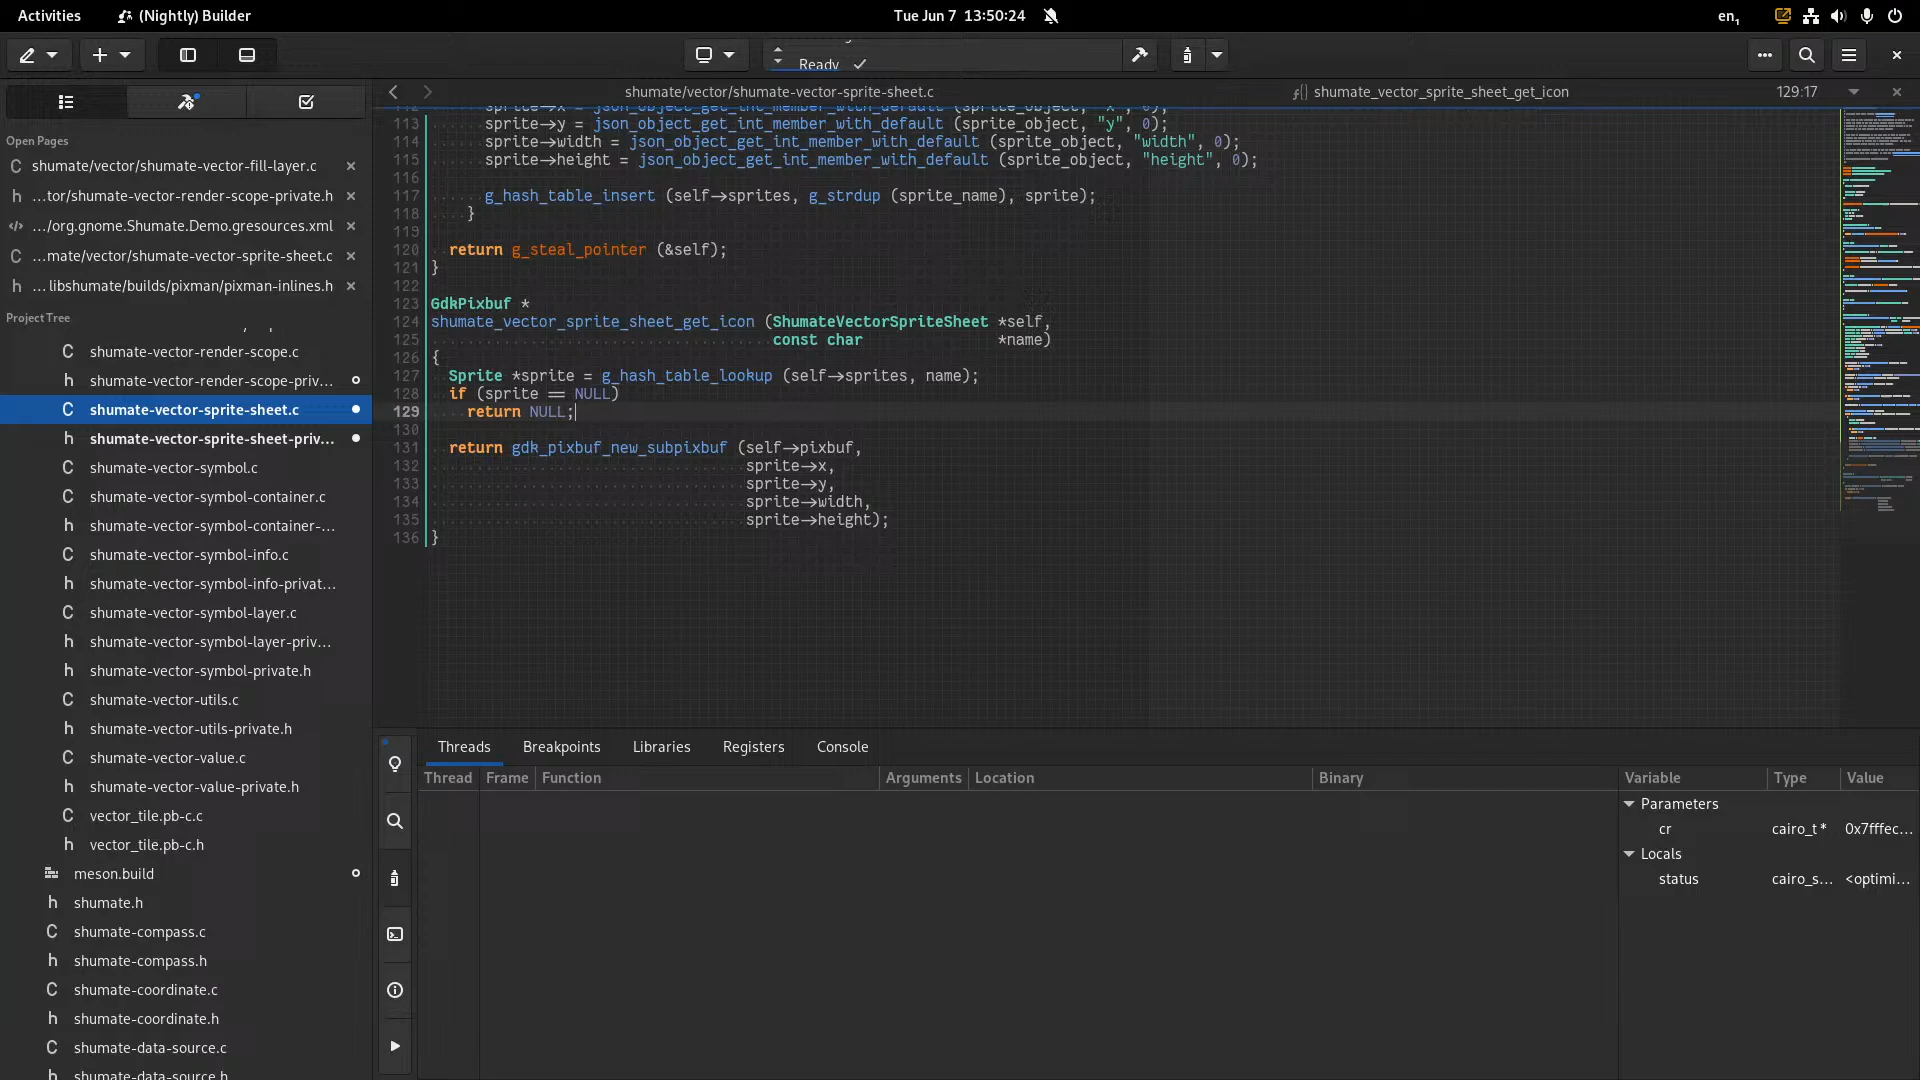 Activities
(Nightly) Builder
Tue Jun 7 13:50:24
en₁
Ready
shumate/vector/shumate-vector-sprite-sheet.c
ƒ[] shumate_vector_sprite_sheet_get_icon
129:17
Open Pages
C shumate/vector/shumate-vector-fill-layer.c
h …tor/shumate-vector-render-scope-private.h
</> …/org.gnome.Shumate.Demo.gresources.xml
C …mate/vector/shumate-vector-sprite-sheet.c
h …libshumate/builds/pixman/pixman-inlines.h
Project Tree
C shumate-vector-render-scope.c
h shumate-vector-render-scope-priv…
C shumate-vector-sprite-sheet.c
h shumate-vector-sprite-sheet-priv…
C shumate-vector-symbol.c
C shumate-vector-symbol-container.c
h shumate-vector-symbol-container-…
C shumate-vector-symbol-info.c
h shumate-vector-symbol-info-privat…
C shumate-vector-symbol-layer.c
h shumate-vector-symbol-layer-priv…
h shumate-vector-symbol-private.h
C shumate-vector-utils.c
h shumate-vector-utils-private.h
C shumate-vector-value.c
h shumate-vector-value-private.h
C vector_tile.pb-c.c
h vector_tile.pb-c.h
meson.build
h shumate.h
C shumate-compass.c
h shumate-compass.h
C shumate-coordinate.c
h shumate-coordinate.h
C shumate-data-source.c
h shumate-data-source.h
112 sprite->x = json_object_get_int_member_with_default (sprite_object, "x", 0);
113 sprite->y = json_object_get_int_member_with_default (sprite_object, "y", 0);
114 sprite->width = json_object_get_int_member_with_default (sprite_object, "width", 0);
115 sprite->height = json_object_get_int_member_with_default (sprite_object, "height", 0);
116
117 g_hash_table_insert (self->sprites, g_strdup (sprite_name), sprite);
118 }
119
120 return g_steal_pointer (&self);
121 }
122
123 GdkPixbuf *
124 shumate_vector_sprite_sheet_get_icon (ShumateVectorSpriteSheet *self,
125 const char *name)
126 {
127 Sprite *sprite = g_hash_table_lookup (self->sprites, name);
128 if (sprite == NULL)
129 return NULL;
130
131 return gdk_pixbuf_new_subpixbuf (self->pixbuf,
132 sprite->x,
133 sprite->y,
134 sprite->width,
135 sprite->height);
136 }
Threads Breakpoints Libraries Registers Console
Thread Frame Function Arguments Location Binary
Variable Type Value
Parameters
cr cairo_t* 0x7fffec…
Locals
status cairo_s… <optimi…